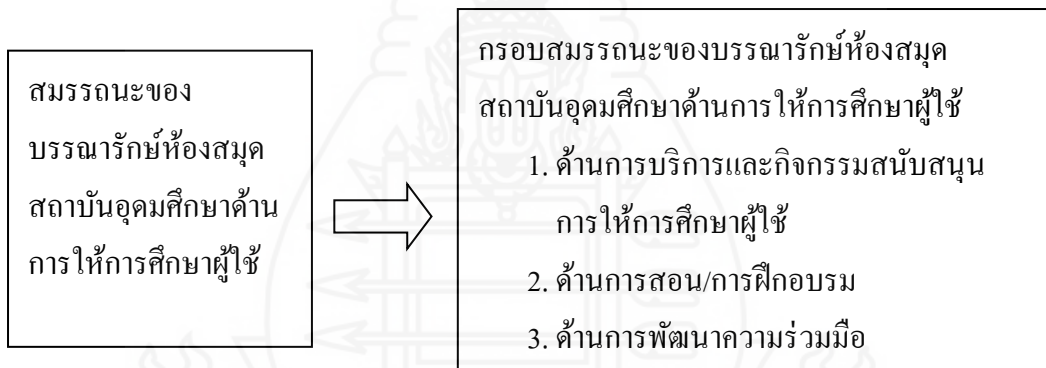 สมรรถนะของ
บรรณารักษ์ห้องสมุด
สถาบันอุดมศึกษาด้าน
การให้การศึกษาผู้ใช้
กรอบสมรรถนะของบรรณารักษ์ห้องสมุด
สถาบันอุดมศึกษาด้านการให้การศึกษาผู้ใช้
1. ด้านการบริการและกิจกรรมสนับสนุน
การให้การศึกษาผู้ใช้
2. ด้านการสอน/การฝึกอบรม
3. ด้านการพัฒนาความร่วมมือ